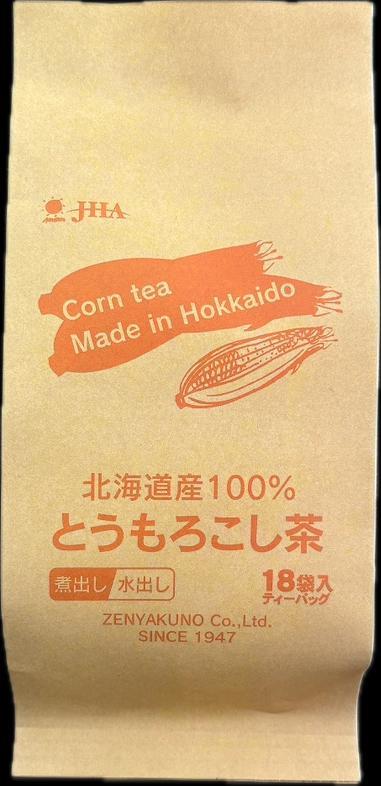 JHA
Corn tea
Made in Hokkaido
北海道産100%
とうもろこし茶
煮出し/水出し
18袋入
ティーバッグ
ZENYAKUNO Co.,Ltd.
SINCE 1947